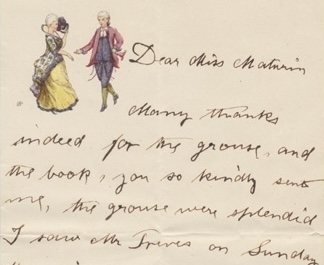 Dear Miss Maturin
Many thanks
indeed for the grouse, and
the book, you so kindly sent
me, the grouse were splendid
I saw Mr Treves on Sunday